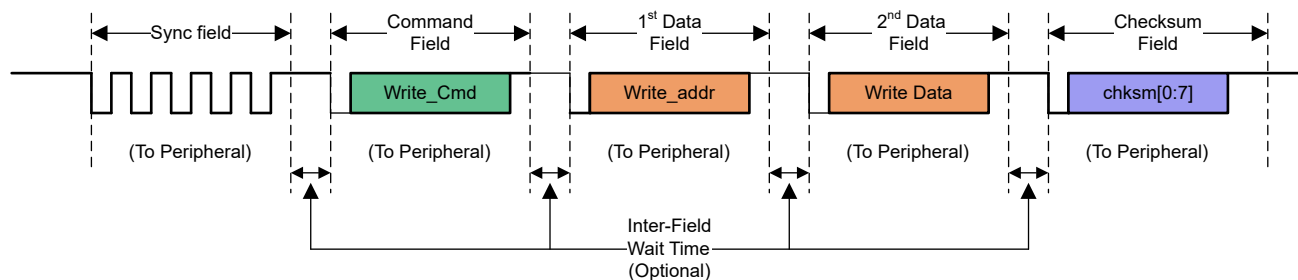 Sync field
Command
Field
1st Data
Field
2nd Data
Field
Checksum
Field
Write_Cmd
Write_addr
Write Data
chksm[0:7]
(To Peripheral)
(To Peripheral)
(To Peripheral)
(To Peripheral)
(To Peripheral)
Inter-Field
Wait Time
(Optional)